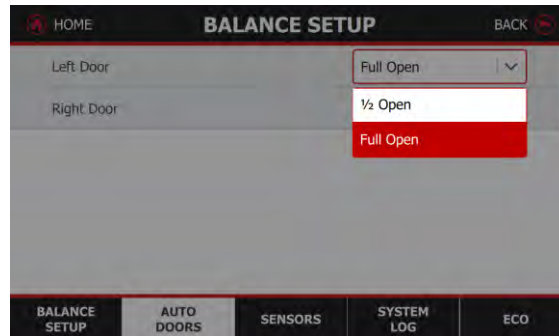 HOME
BALANCE SETUP
BACK
Left Door
Full Open
Right Door
½ Open
Full Open
BALANCE
SETUP
AUTO
DOORS
SENSORS
SYSTEM
LOG
ECO